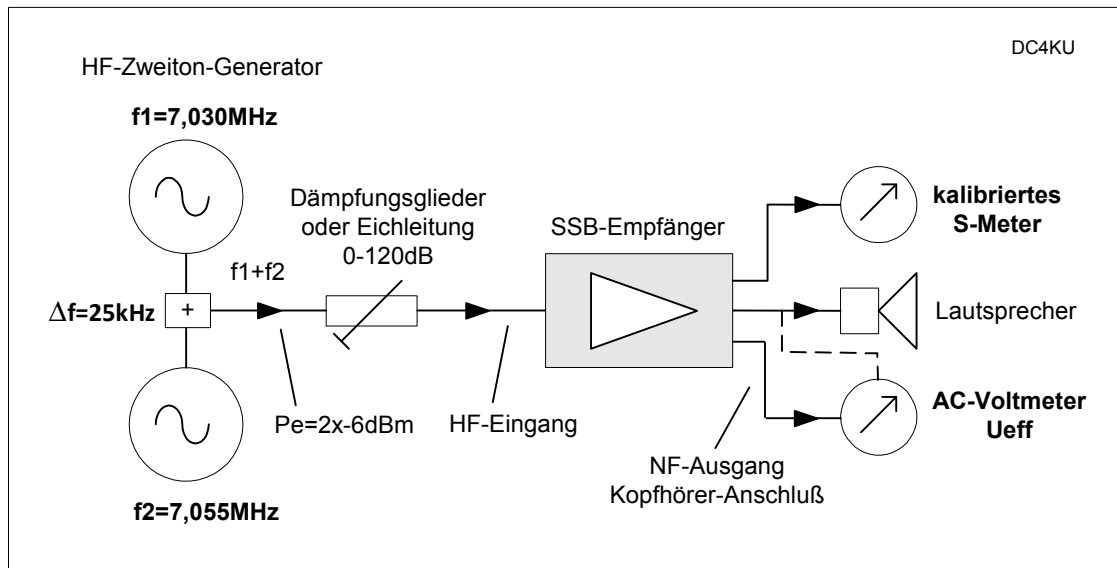 DC4KU
HF-Zweiton-Generator
f1=7,030MHz
Dämpfungsglieder
oder Eichleitung
0-120dB
SSB-Empfänger
kalibriertes
S-Meter
f1+f2
Δf=25kHz
+
Lautsprecher
Pe=2x-6dBm
HF-Eingang
AC-Voltmeter
Ueff
NF-Ausgang
Kopfhörer-Anschluß
f2=7,055MHz